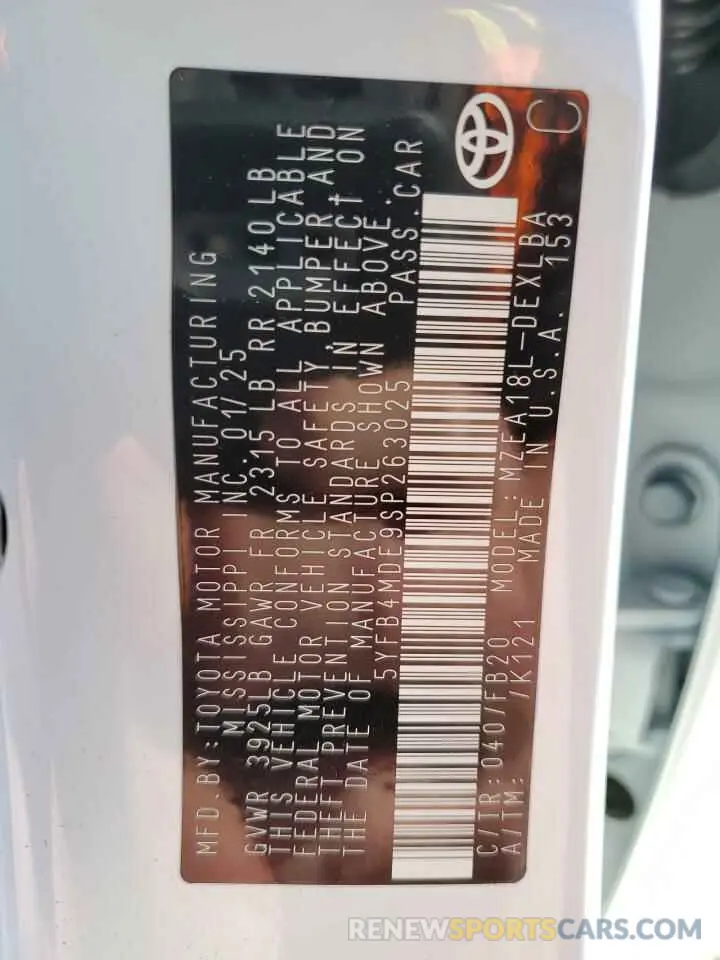 MFD. BY: TOYOTA MOTOR MANUFACTURING
MISSISSIPPI INC. 01/25
GVWR 3925LB GAWR FR 2315 LB RR 2140 LB
THIS VEHICLE CONFORMS TO ALL APPLICABLE
FEDERAL MOTOR VEHICLE SAFETY, BUMPER, AND
THEFT PREVENTION STANDARDS IN EFFECT ON
THE DATE OF MANUFACTURE SHOWN ABOVE.
5YFB4MDE9SP263025 PASS. CAR
C/TR: 040 /FB20 MODEL: MZEA18L-DEXLBA
A/TM: /K121 MADE IN U.S.A. 153
C
RENEWSPORTSCARS.COM